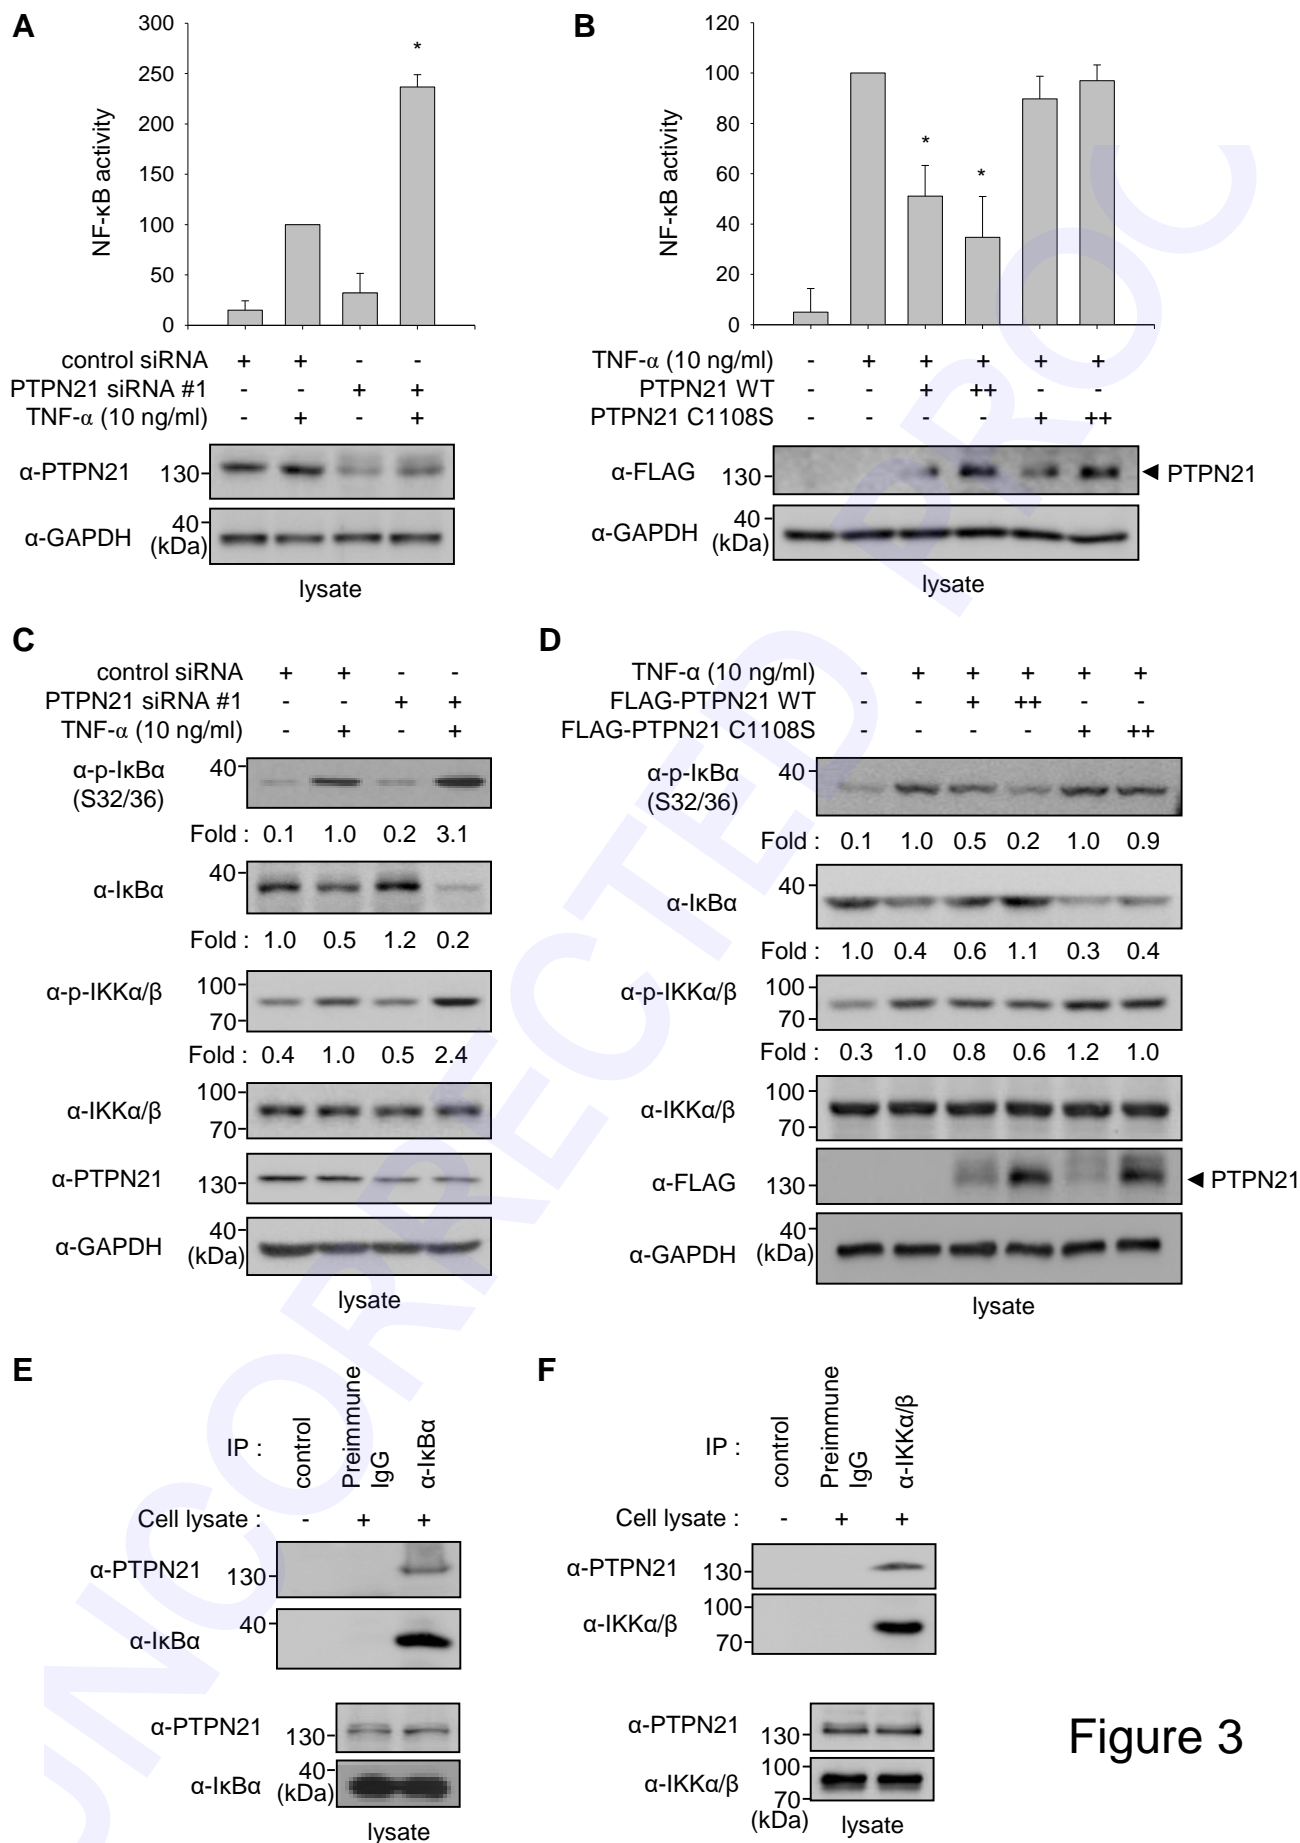 A
300
250
200
150
100
50
0
NF-κB activity
*
control siRNA + + - -
PTPN21 siRNA #1 - - + +
TNF-α (10 ng/ml) - + - +
α-PTPN21 130
α-GAPDH 40
(kDa)
lysate
B
120
100
80
60
40
20
0
NF-κB activity
* *
TNF-α (10 ng/ml) - + + + + +
PTPN21 WT - - + ++ - -
PTPN21 C1108S - - - - + ++
α-FLAG 130 ◄ PTPN21
α-GAPDH 40
(kDa)
lysate
C
control siRNA + + - -
PTPN21 siRNA #1 - - + +
TNF-α (10 ng/ml) - + - +
α-p-IκBα 40
(S32/36)
Fold : 0.1 1.0 0.2 3.1
α-IκBα 40
Fold : 1.0 0.5 1.2 0.2
α-p-IKKα/β 100
70
Fold : 0.4 1.0 0.5 2.4
α-IKKα/β 100
70
α-PTPN21 130
α-GAPDH 40
(kDa)
lysate
D
TNF-α (10 ng/ml) - + + + + +
FLAG-PTPN21 WT - - + ++ - -
FLAG-PTPN21 C1108S - - - - + ++
α-p-IκBα 40
(S32/36)
Fold : 0.1 1.0 0.5 0.2 1.0 0.9
α-IκBα 40
Fold : 1.0 0.4 0.6 1.1 0.3 0.4
α-p-IKKα/β 100
70
Fold : 0.3 1.0 0.8 0.6 1.2 1.0
α-IKKα/β 100
70
α-FLAG 130 ◄ PTPN21
α-GAPDH 40
(kDa)
lysate
E
IP : control Preimmune IgG α-IκBα
Cell lysate : - + +
α-PTPN21 130
α-IκBα 40
α-PTPN21 130
α-IκBα 40
(kDa)
lysate
F
IP : control Preimmune IgG α-IKKα/β
Cell lysate : - + +
α-PTPN21 130
α-IKKα/β 100
70
α-PTPN21 130
α-IKKα/β 100
70
(kDa)
lysate
Figure 3
UNCORRECTED PROO